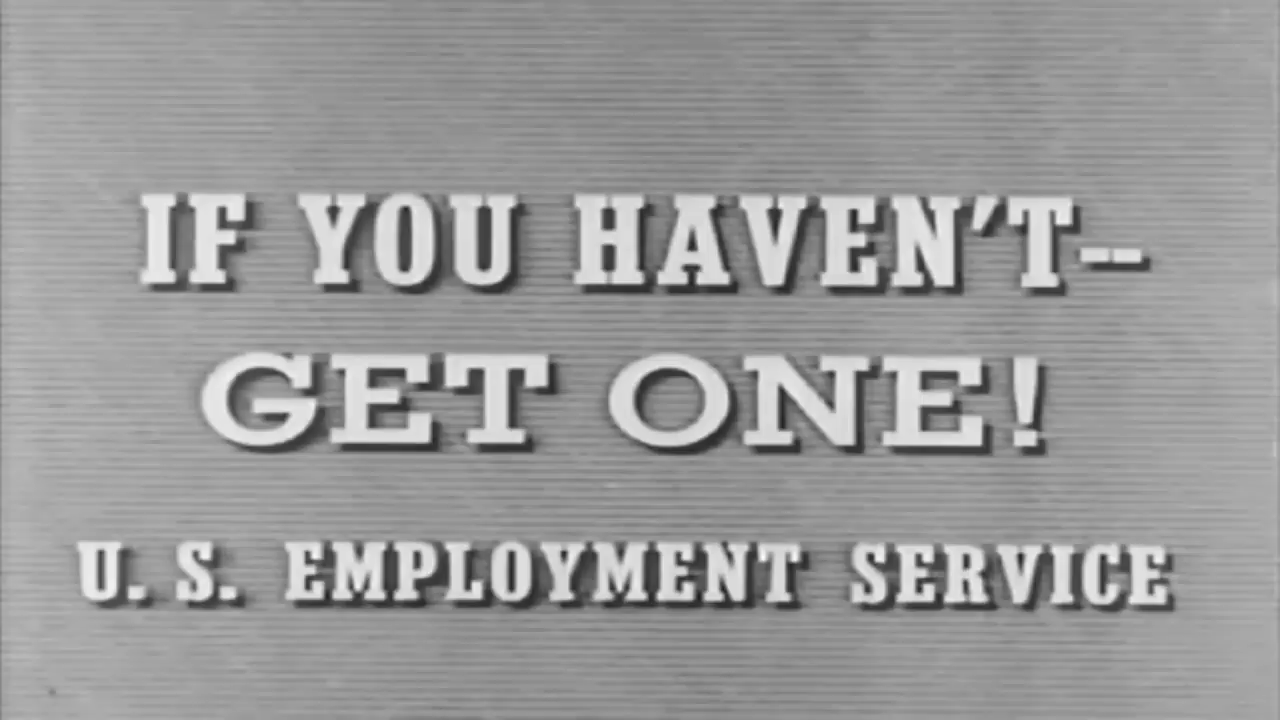 IF YOU HAVEN'T--
GET ONE!
U. S. EMPLOYMENT SERVICE